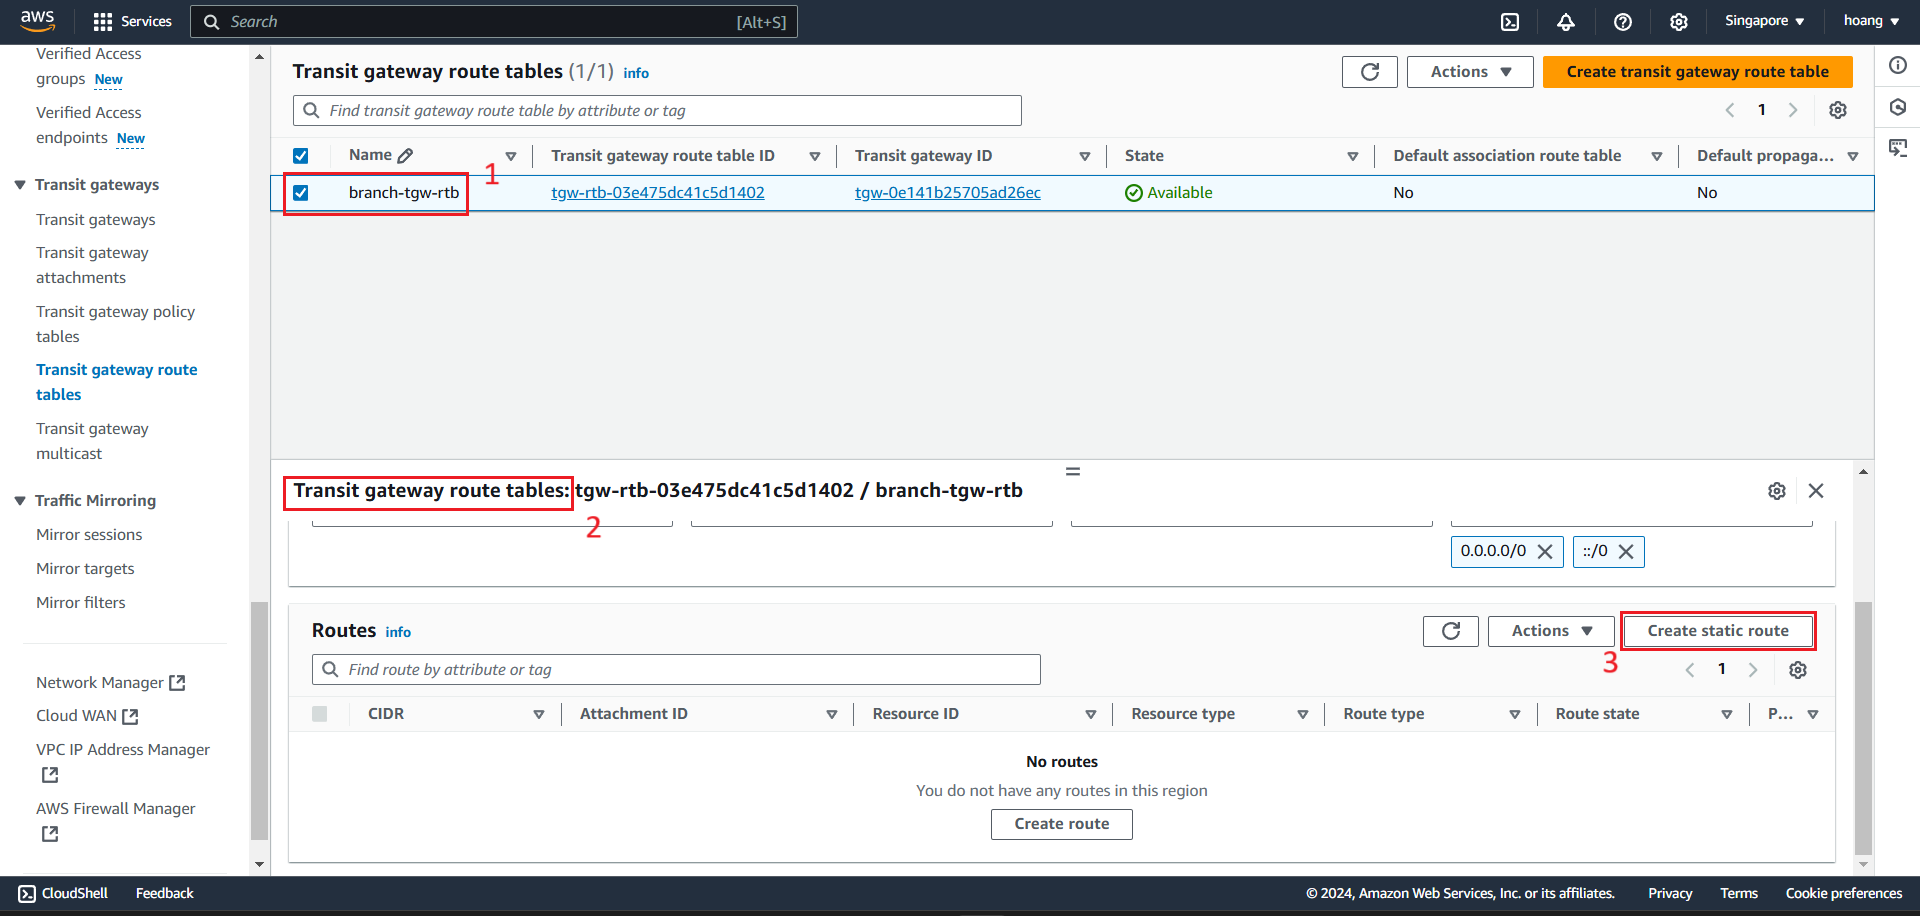 aws
Services
Search
[Alt+S]
Singapore
hoang
Verified Access
groups New
Verified Access
endpoints New
Transit gateways
Transit gateways
Transit gateway
attachments
Transit gateway policy
tables
Transit gateway route
tables
Transit gateway
multicast
Traffic Mirroring
Mirror sessions
Mirror targets
Mirror filters
Network Manager
Cloud WAN
VPC IP Address Manager
AWS Firewall Manager
Transit gateway route tables (1/1) info
Actions
Create transit gateway route table
Find transit gateway route table by attribute or tag
1
Name
Transit gateway route table ID
Transit gateway ID
State
Default association route table
Default propaga...
1
branch-tgw-rtb
tgw-rtb-03e475dc41c5d1402
tgw-0e141b25705ad26ec
Available
No
No
Transit gateway route tables: tgw-rtb-03e475dc41c5d1402 / branch-tgw-rtb
2
0.0.0.0/0
::/0
Routes info
Actions
Create static route
3
Find route by attribute or tag
1
CIDR
Attachment ID
Resource ID
Resource type
Route type
Route state
P...
No routes
You do not have any routes in this region
Create route
CloudShell
Feedback
© 2024, Amazon Web Services, Inc. or its affiliates.
Privacy
Terms
Cookie preferences